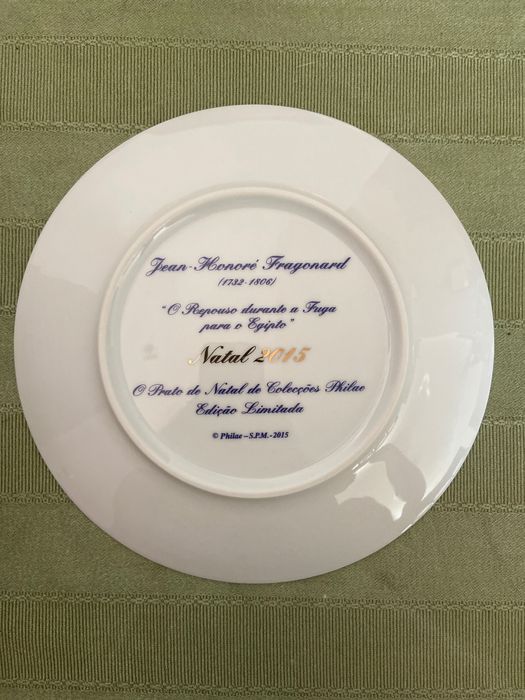 Jean-Honoré Fragonard
(1732-1806)
"O Repouso durante a Fuga
para o Egipto"
Natal 2015
O Prato de Natal de Colecções Philae
Edição Limitada
© Philae – S.P.M. - 2015